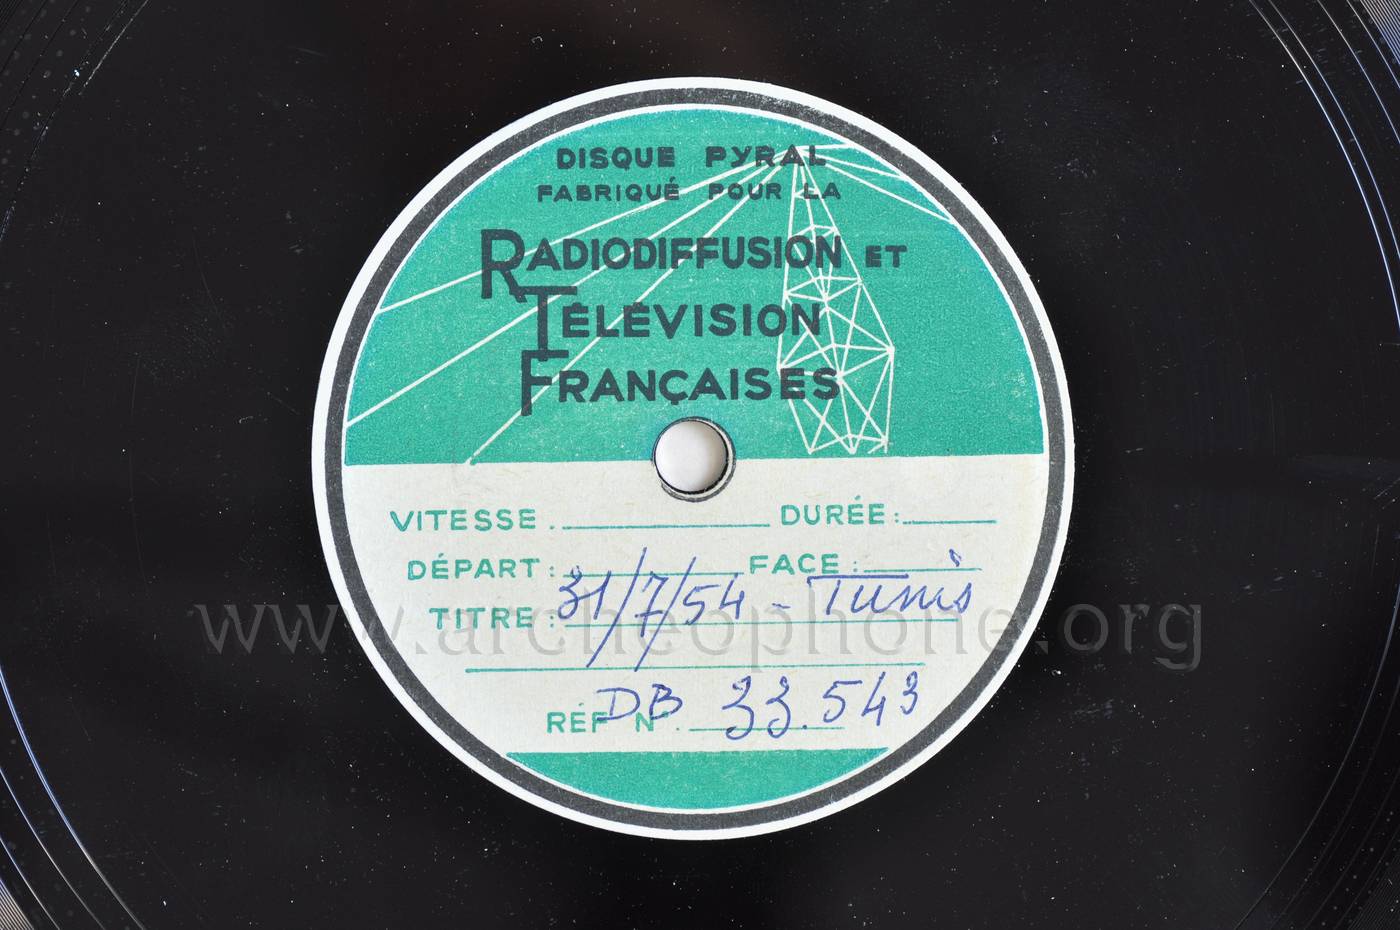 DISQUE PYRAL
FABRIQUÉ POUR LA
RADIODIFFUSION ET
TÉLÉVISION
FRANÇAISES
VITESSE . DURÉE :
DÉPART : FACE :
TITRE : 31/7/54 - Tunis
www.archeophone.org
RÉF N° . DB 33.543